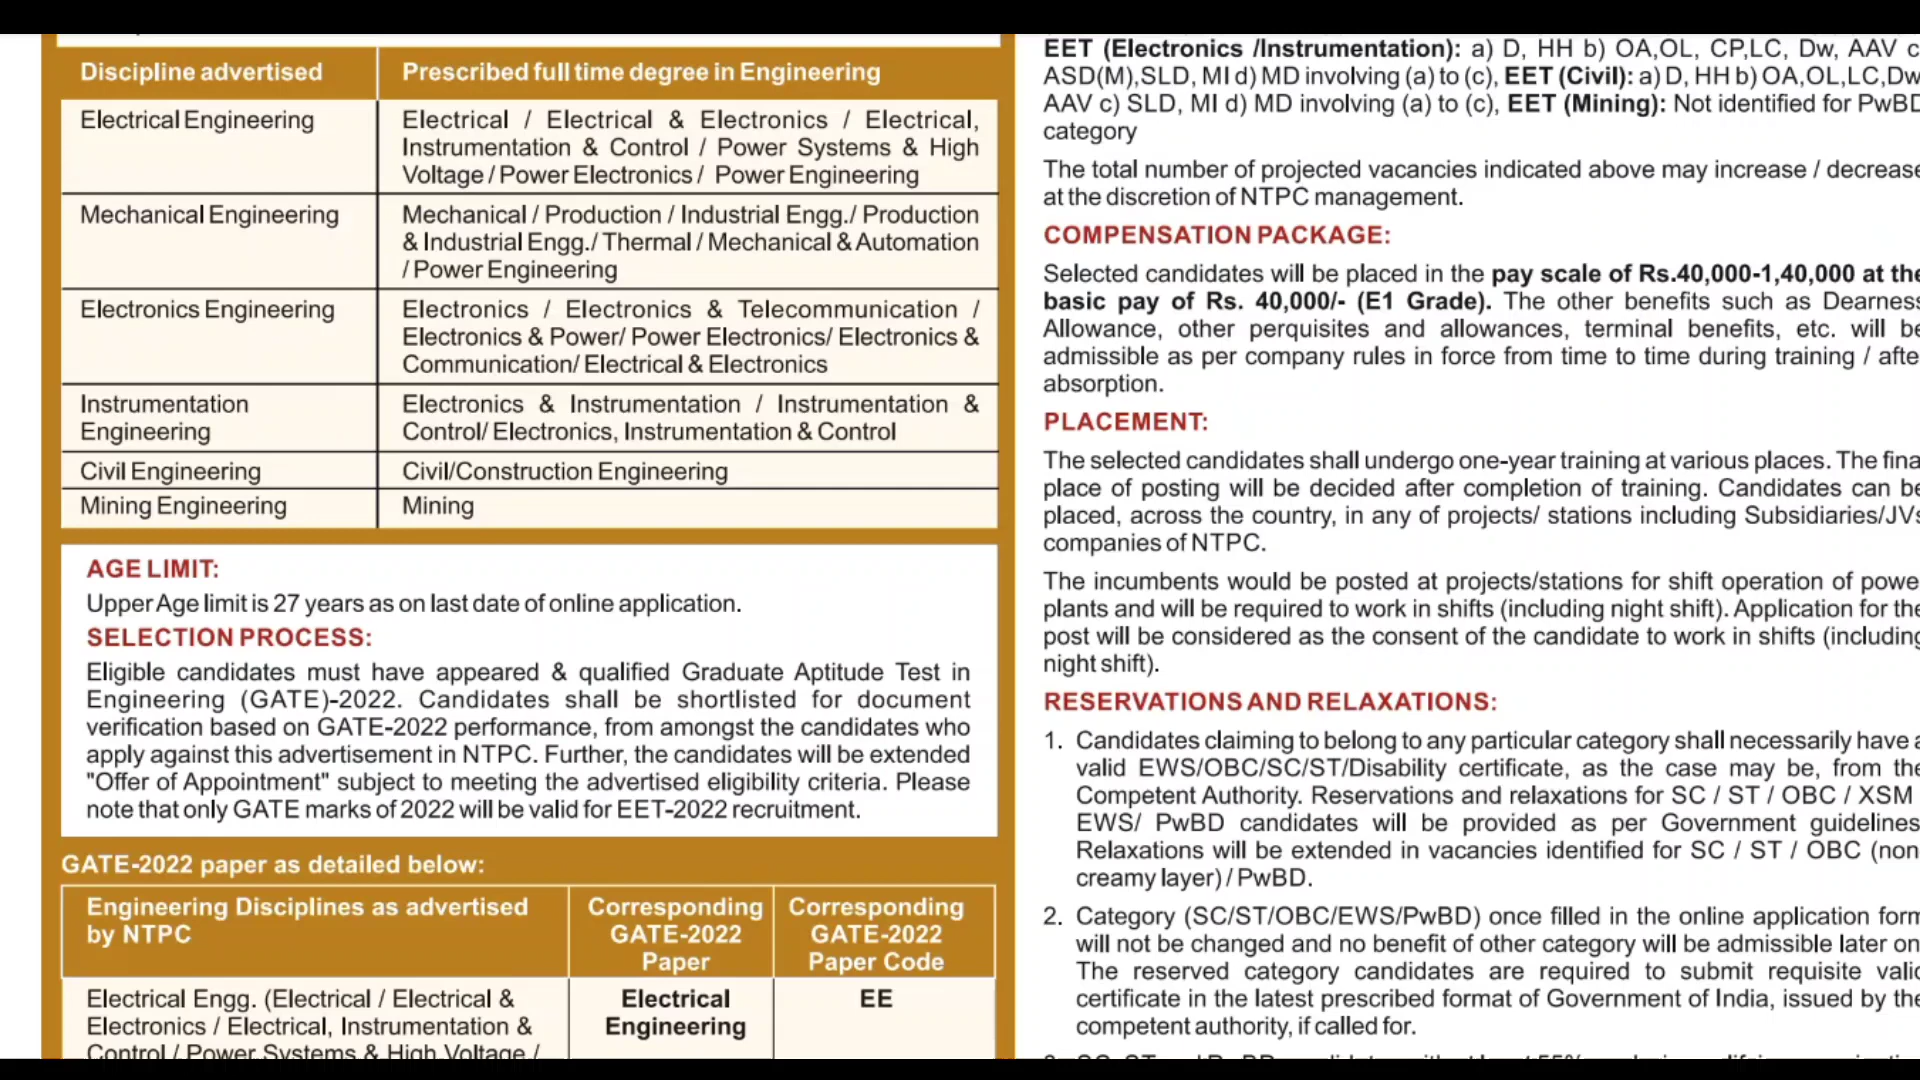 Discipline advertised
Prescribed full time degree in Engineering
Electrical Engineering
Electrical / Electrical & Electronics / Electrical,
Instrumentation & Control / Power Systems & High
Voltage / Power Electronics / Power Engineering
Mechanical Engineering
Mechanical / Production / Industrial Engg./ Production
& Industrial Engg./ Thermal / Mechanical & Automation
/ Power Engineering
Electronics Engineering
Electronics / Electronics & Telecommunication /
Electronics & Power/ Power Electronics/ Electronics &
Communication/ Electrical & Electronics
Instrumentation
Engineering
Electronics & Instrumentation / Instrumentation &
Control/ Electronics, Instrumentation & Control
Civil Engineering
Civil/Construction Engineering
Mining Engineering
Mining
AGE LIMIT:
Upper Age limit is 27 years as on last date of online application.
SELECTION PROCESS:
Eligible candidates must have appeared & qualified Graduate Aptitude Test in
Engineering (GATE)-2022. Candidates shall be shortlisted for document
verification based on GATE-2022 performance, from amongst the candidates who
apply against this advertisement in NTPC. Further, the candidates will be extended
"Offer of Appointment" subject to meeting the advertised eligibility criteria. Please
note that only GATE marks of 2022 will be valid for EET-2022 recruitment.
GATE-2022 paper as detailed below:
Engineering Disciplines as advertised
by NTPC
Corresponding
GATE-2022
Paper
Corresponding
GATE-2022
Paper Code
Electrical Engg. (Electrical / Electrical &
Electronics / Electrical, Instrumentation &
Control / Power Systems & High Voltage /
Electrical
Engineering
EE
EET (Electronics /Instrumentation): a) D, HH b) OA,OL, CP,LC, Dw, AAV c
ASD(M),SLD, MI d) MD involving (a) to (c), EET (Civil): a) D, HH b) OA,OL,LC,Dw
AAV c) SLD, MI d) MD involving (a) to (c), EET (Mining): Not identified for PwBD
category
The total number of projected vacancies indicated above may increase / decrease
at the discretion of NTPC management.
COMPENSATION PACKAGE:
Selected candidates will be placed in the pay scale of Rs.40,000-1,40,000 at the
basic pay of Rs. 40,000/- (E1 Grade). The other benefits such as Dearness
Allowance, other perquisites and allowances, terminal benefits, etc. will be
admissible as per company rules in force from time to time during training / afte
absorption.
PLACEMENT:
The selected candidates shall undergo one-year training at various places. The fina
place of posting will be decided after completion of training. Candidates can be
placed, across the country, in any of projects/ stations including Subsidiaries/JVs
companies of NTPC.
The incumbents would be posted at projects/stations for shift operation of powe
plants and will be required to work in shifts (including night shift). Application for the
post will be considered as the consent of the candidate to work in shifts (including
night shift).
RESERVATIONS AND RELAXATIONS:
1. Candidates claiming to belong to any particular category shall necessarily have a
valid EWS/OBC/SC/ST/Disability certificate, as the case may be, from the
Competent Authority. Reservations and relaxations for SC / ST / OBC / XSM
EWS/ PwBD candidates will be provided as per Government guidelines
Relaxations will be extended in vacancies identified for SC / ST / OBC (non
creamy layer) / PwBD.
2. Category (SC/ST/OBC/EWS/PwBD) once filled in the online application form
will not be changed and no benefit of other category will be admissible later on
The reserved category candidates are required to submit requisite valid
certificate in the latest prescribed format of Government of India, issued by the
competent authority, if called for.